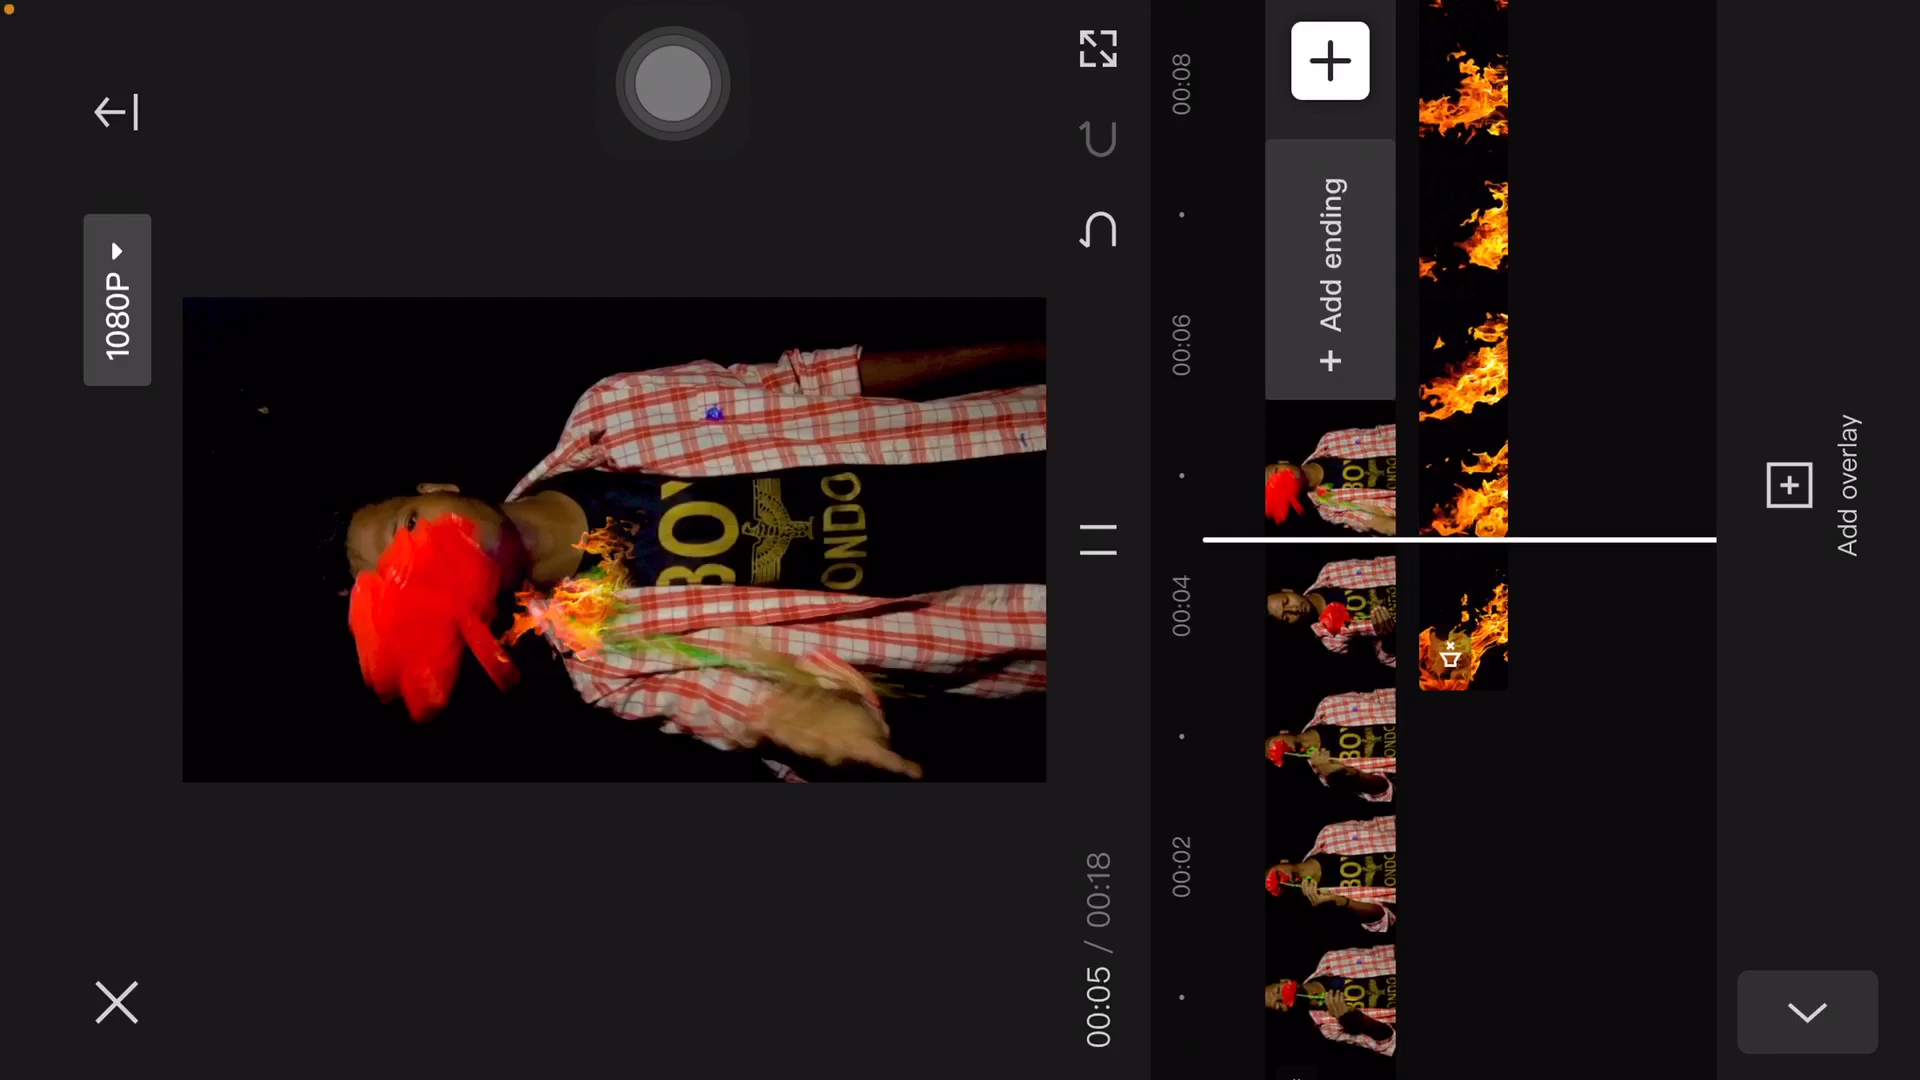 1080P
BOY
ONDO
00:05 / 00:18
00:02
00:04
00:06
00:08
+ Add ending
Add overlay